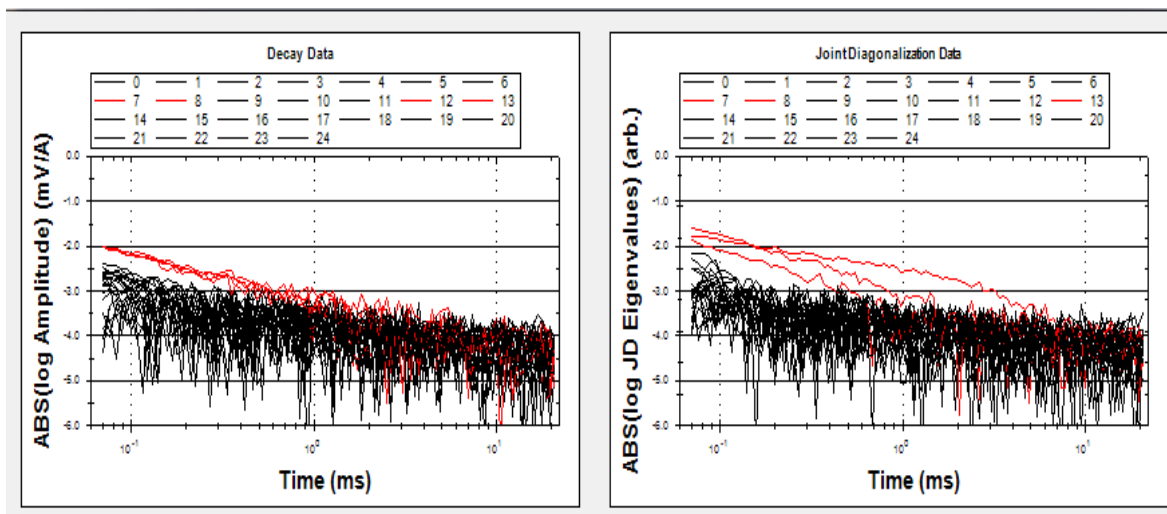 Decay Data
0 1 2 3 4 5 6
7 8 9 10 11 12 13
14 15 16 17 18 19 20
21 22 23 24
ABS(log Amplitude) (mV/A)
0.0
-1.0
-2.0
-3.0
-4.0
-5.0
-6.0
10⁻¹ 10⁰ 10¹
Time (ms)
Joint Diagonalization Data
0 1 2 3 4 5 6
7 8 9 10 11 12 13
14 15 16 17 18 19 20
21 22 23 24
ABS(log JD Eigenvalues) (arb.)
0.0
-1.0
-2.0
-3.0
-4.0
-5.0
-6.0
10⁻¹ 10⁰ 10¹
Time (ms)